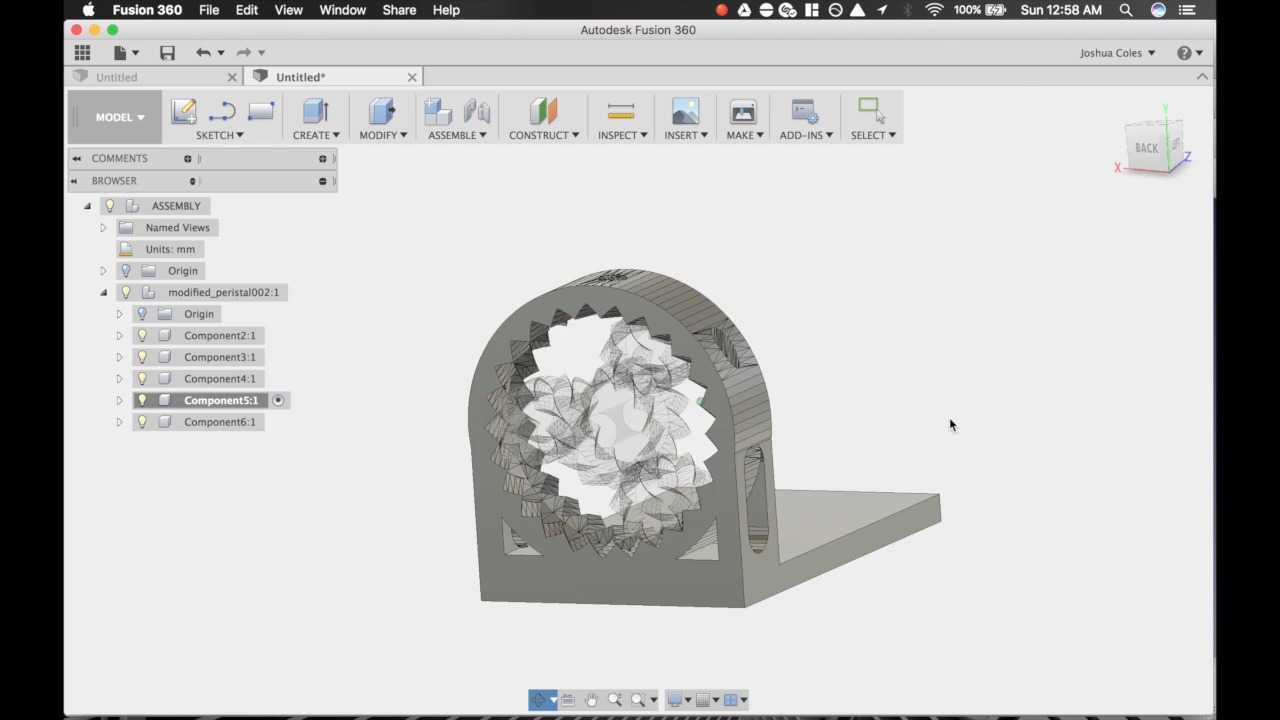 Fusion 360 File Edit View Window Share Help 100% Sun 12:58 AM
Autodesk Fusion 360
Joshua Coles
Untitled Untitled*
MODEL SKETCH CREATE MODIFY ASSEMBLE CONSTRUCT INSPECT INSERT MAKE ADD-INS SELECT
COMMENTS
BROWSER
ASSEMBLY
Named Views
Units: mm
Origin
modified_peristal002:1
Origin
Component2:1
Component3:1
Component4:1
Component5:1
Component6:1
Y
BACK LEFT
Z
X